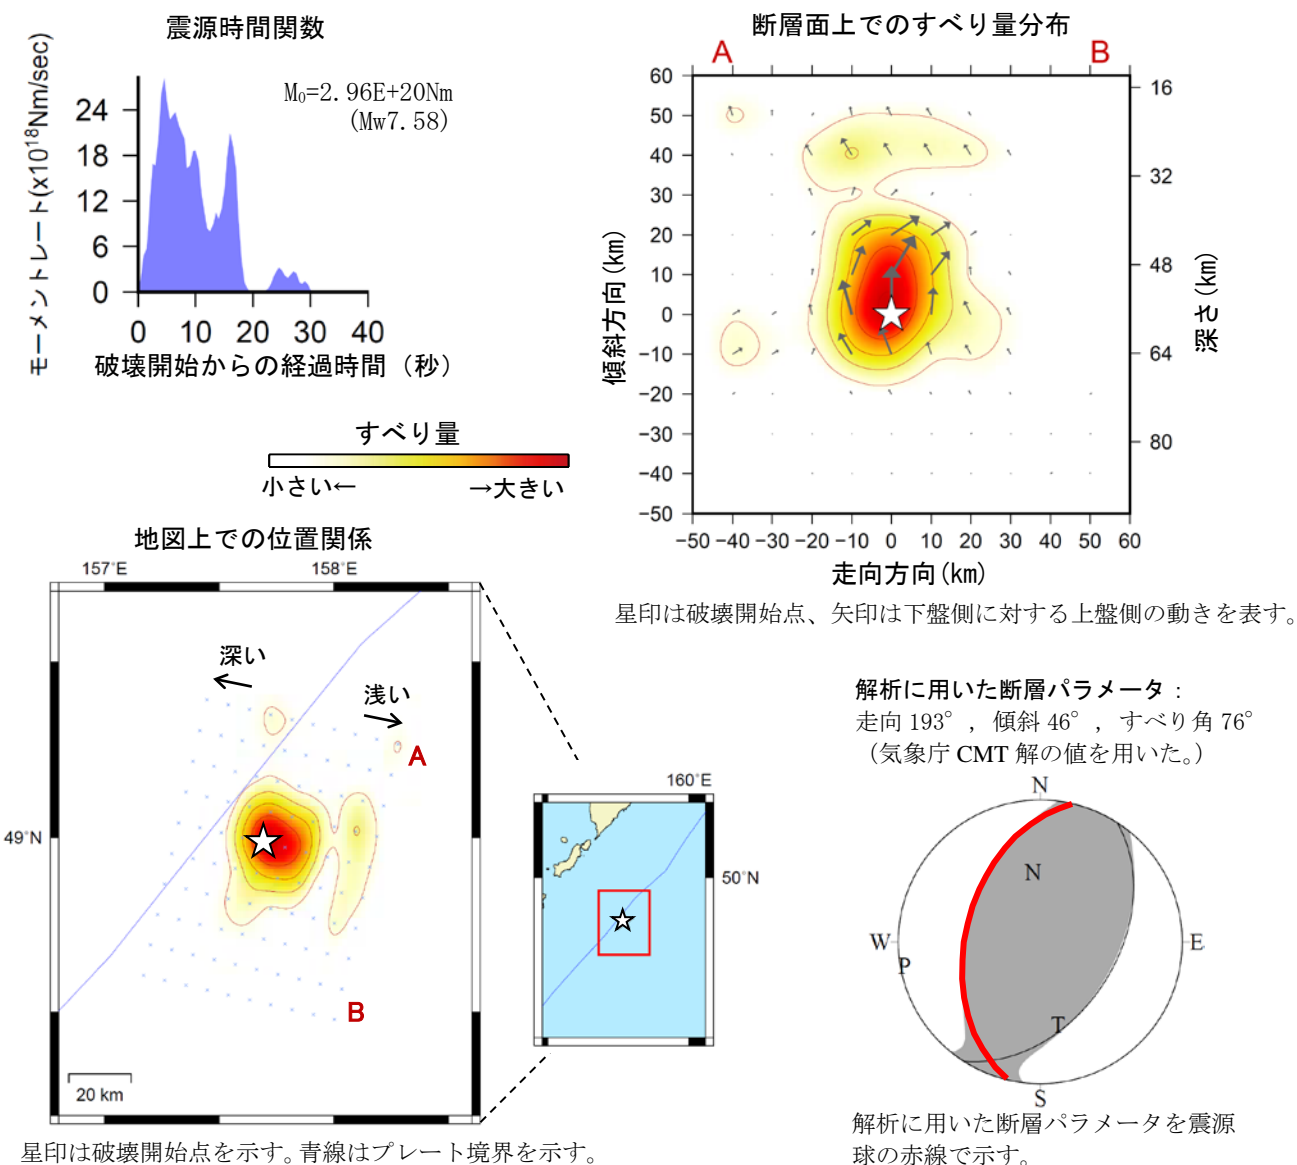 震源時間関数
モーメントレート(x10¹⁸Nm/sec)
M₀=2.96E+20Nm
(Mw7.58)
24
18
12
6
0
0 10 20 30 40
破壊開始からの経過時間（秒）
断層面上でのすべり量分布
A B
60
50
40
30
20
10
0
−10
−20
−30
−40
−50
傾斜方向(km)
16
32
48
64
80
深さ(km)
−50 −40 −30 −20 −10 0 10 20 30 40 50 60
走向方向(km)
星印は破壊開始点、矢印は下盤側に対する上盤側の動きを表す。
すべり量
小さい← →大きい
地図上での位置関係
157°E 158°E
深い
浅い
A
49°N
B
20 km
星印は破壊開始点を示す。青線はプレート境界を示す。
160°E
50°N
解析に用いた断層パラメータ：
走向 193°，傾斜 46°，すべり角 76°
（気象庁 CMT 解の値を用いた。）
N
N
W E
P
T
S
解析に用いた断層パラメータを震源
球の赤線で示す。